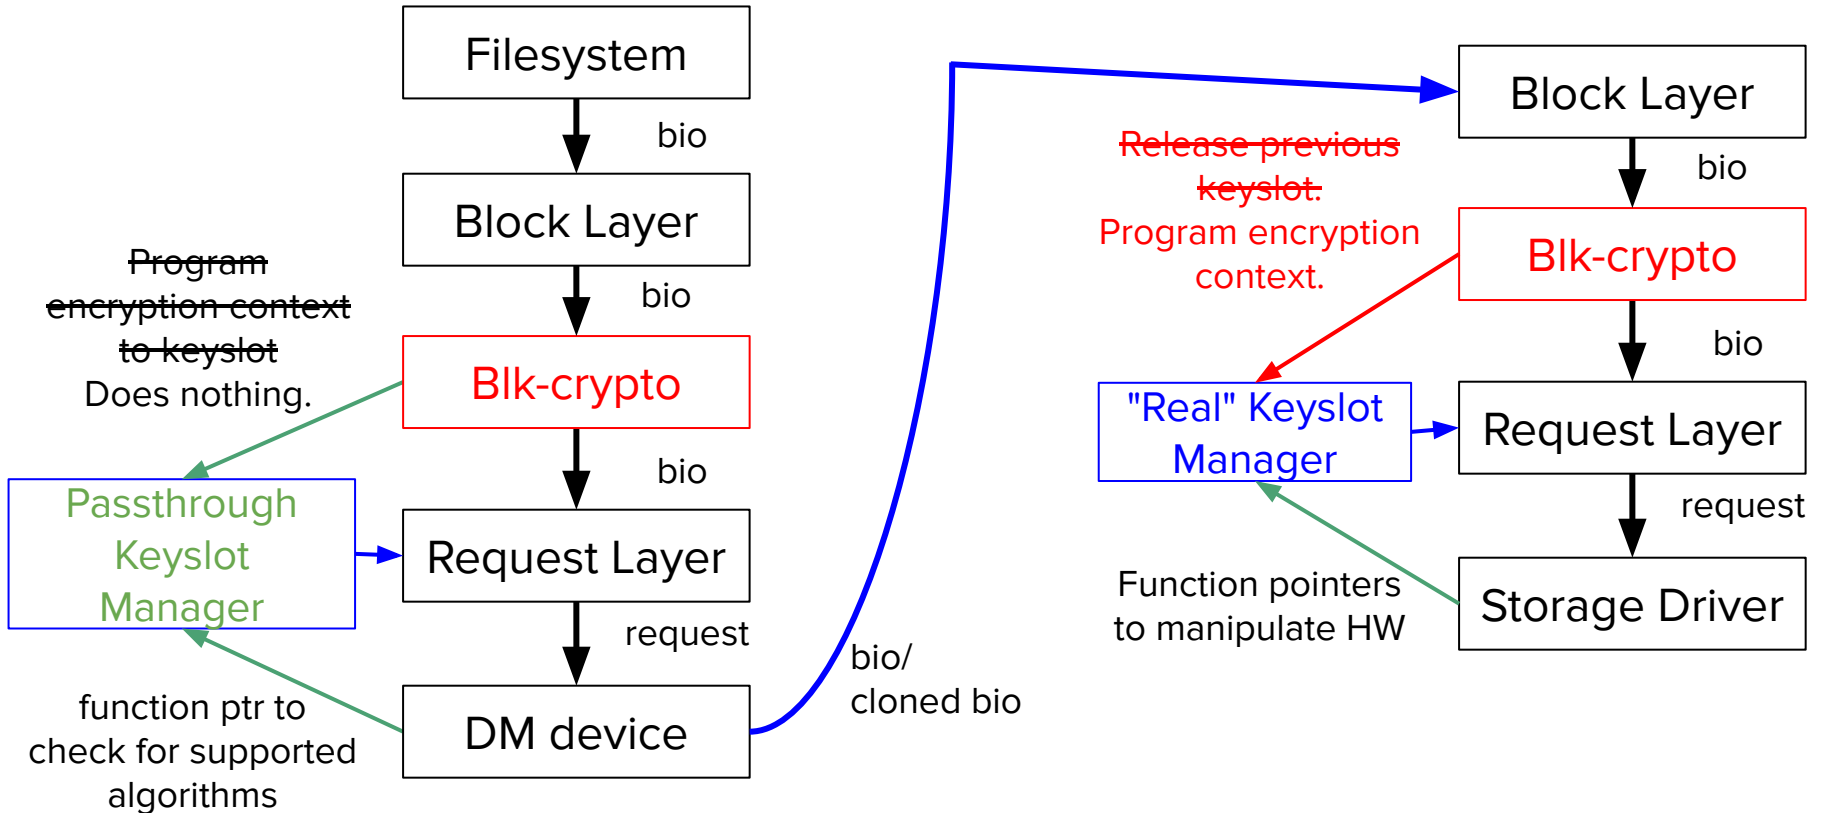 Filesystem
bio
Block Layer
bio
Program
encryption context
to keyslot
Does nothing.
Blk-crypto
bio
Passthrough
Keyslot
Manager
Request Layer
request
function ptr to
check for supported
algorithms
DM device
bio/
cloned bio
Block Layer
bio
Release previous
keyslot.
Program encryption
context.
Blk-crypto
bio
"Real" Keyslot
Manager
Request Layer
request
Function pointers
to manipulate HW
Storage Driver